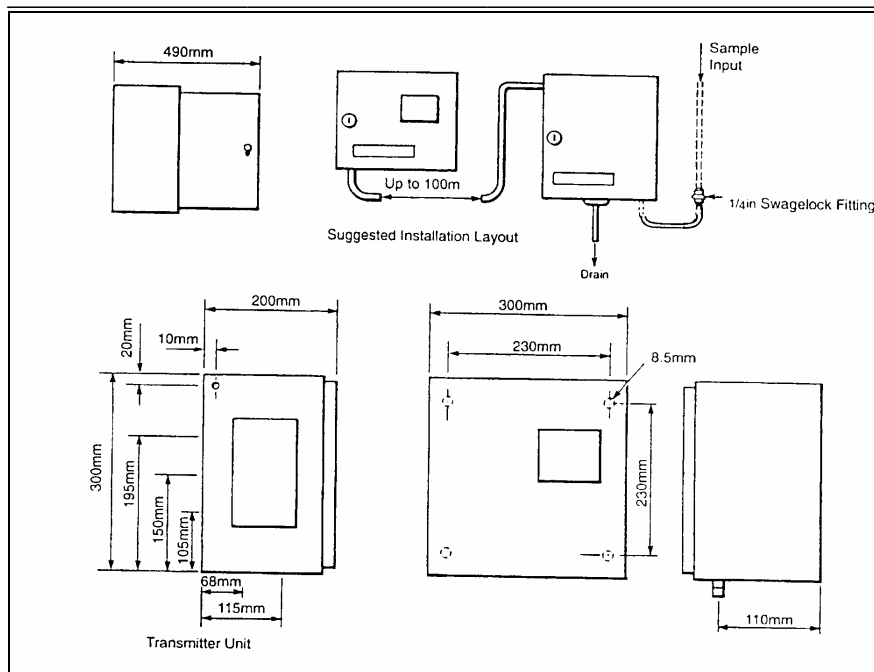 490mm
Sample
Input
Up to 100m
1/4in Swagelock Fitting
Suggested Installation Layout
Drain
200mm
10mm
20mm
300mm
195mm
150mm
105mm
68mm
115mm
Transmitter Unit
300mm
230mm
8.5mm
230mm
110mm